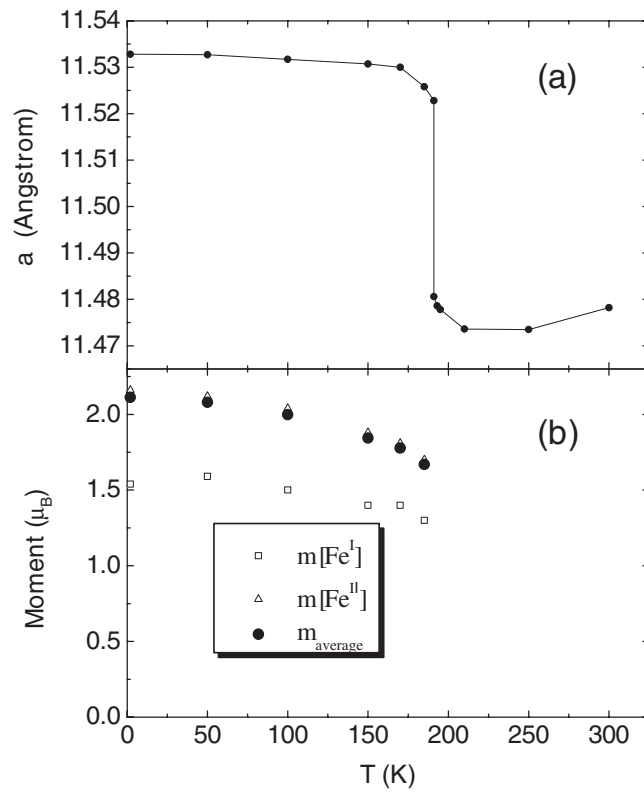 11.54
11.53
11.52
11.51
11.50
11.49
11.48
11.47
a (Angstrom)
(a)
2.0
1.5
1.0
0.5
0.0
Moment (μB)
(b)
m[FeI]
m[FeII]
maverage
0 50 100 150 200 250 300
T (K)